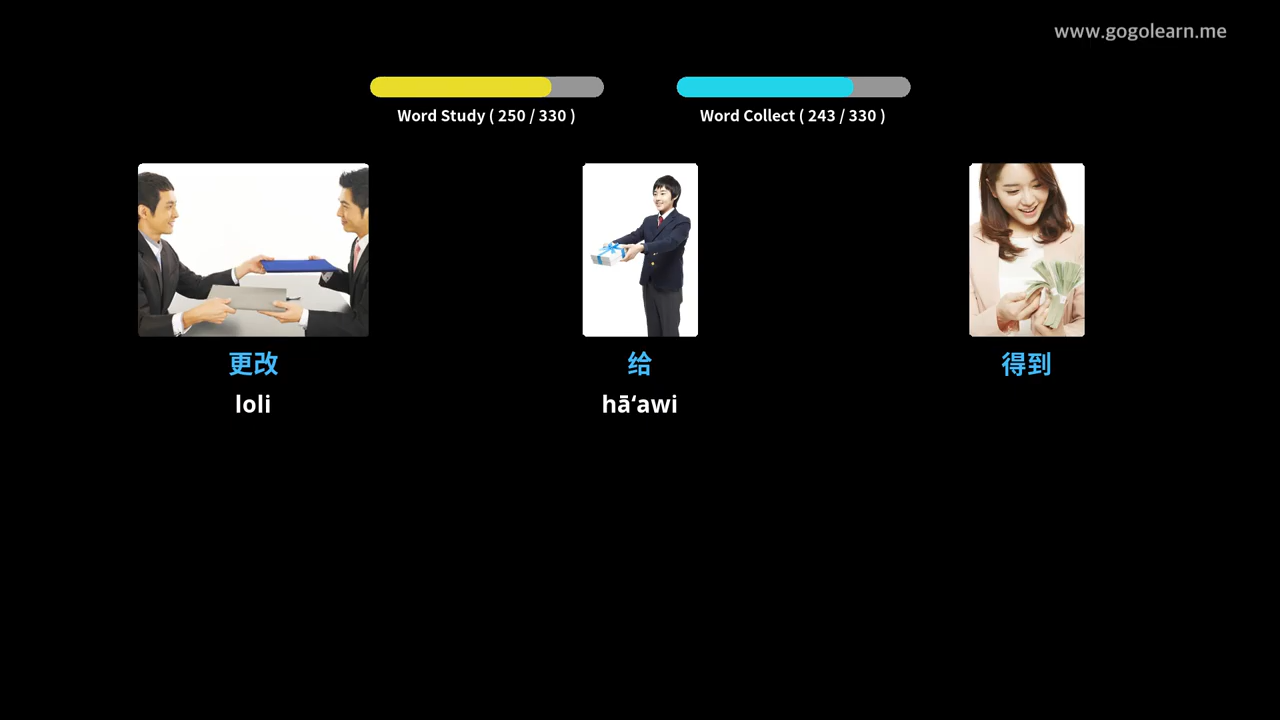 www.gogolearn.me
Word Study ( 250 / 330 )
Word Collect ( 243 / 330 )
更改
给
得到
loli
hāʻawi